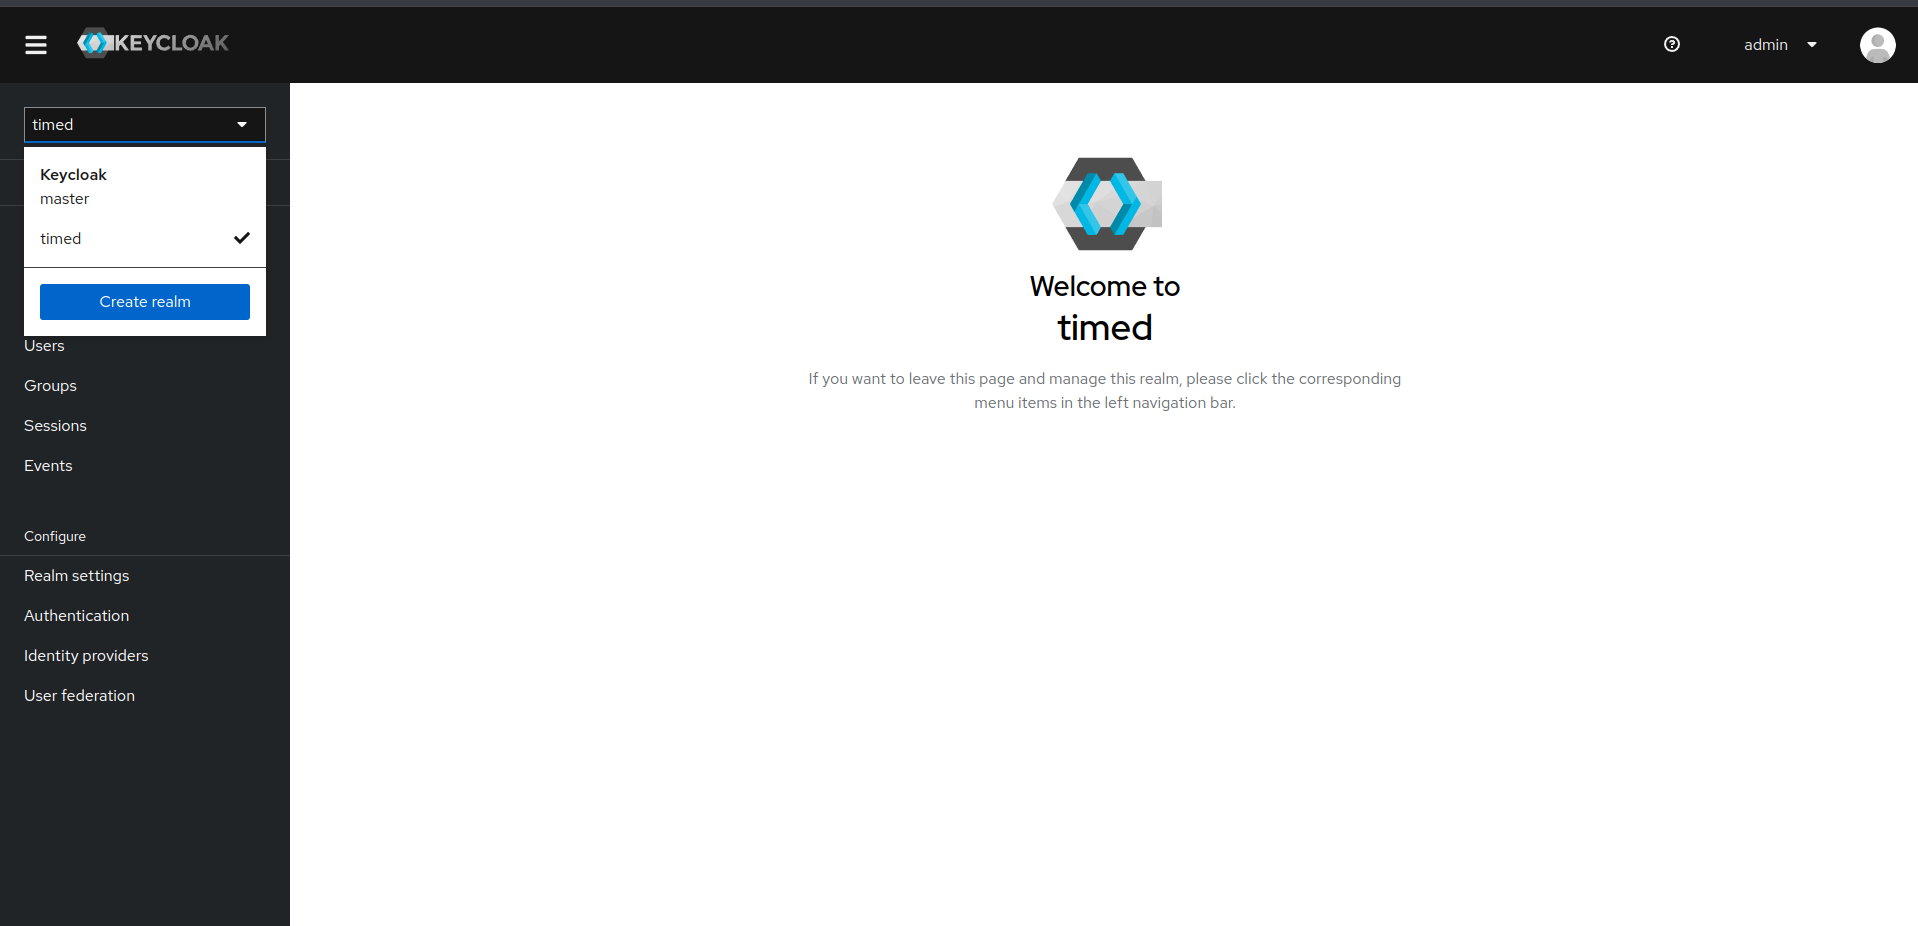 KEYCLOAK
admin
timed
Keycloak
master
timed
Create realm
Users
Groups
Sessions
Events
Configure
Realm settings
Authentication
Identity providers
User federation
Welcome to
timed
If you want to leave this page and manage this realm, please click the corresponding
menu items in the left navigation bar.